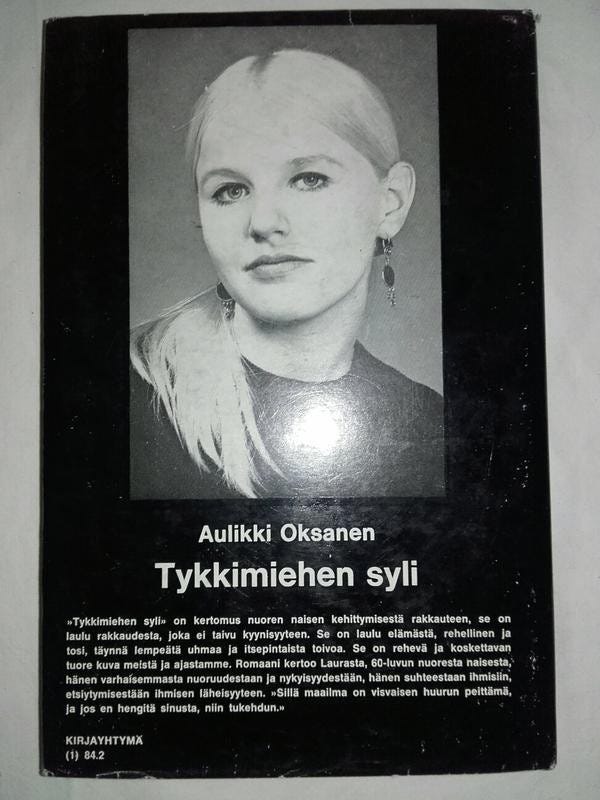 Aulikki Oksanen
Tykkimiehen syli
»Tykkimiehen syli» on kertomus nuoren naisen kehittymisestä rakkauteen, se on
laulu rakkaudesta, joka ei taivu kyynisyyteen. Se on laulu elämästä, rehellinen ja
tosi, täynnä lempeätä uhmaa ja itsepintaista toivoa. Se on rehevä ja koskettavan
tuore kuva meistä ja ajastamme. Romaani kertoo Laurasta, 60-luvun nuoresta naisesta,
hänen varhaisemmasta nuoruudestaan ja nykyisyydestään, hänen suhteestaan ihmisiin,
etsiytymisestään ihmisen läheisyyteen. »Sillä maailma on visvaisen huurun peittämä,
ja jos en hengitä sinusta, niin tukehdun.»
KIRJAYHTYMÄ
(1) 84.2